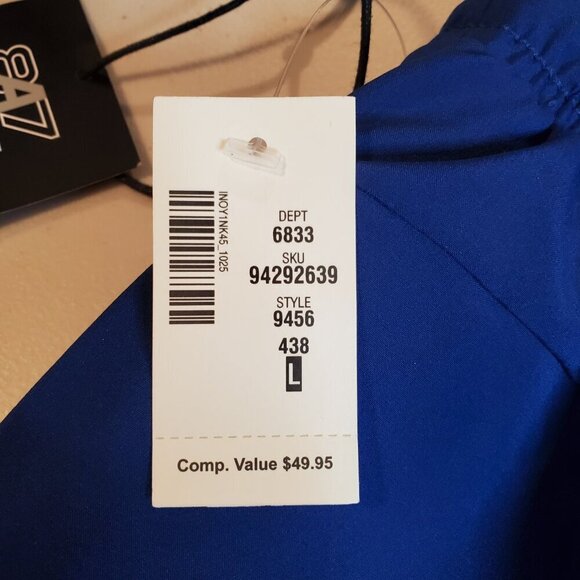 INOY1NK45_1025
DEPT
6833
SKU
94292639
STYLE
9456
438
L
Comp. Value $49.95